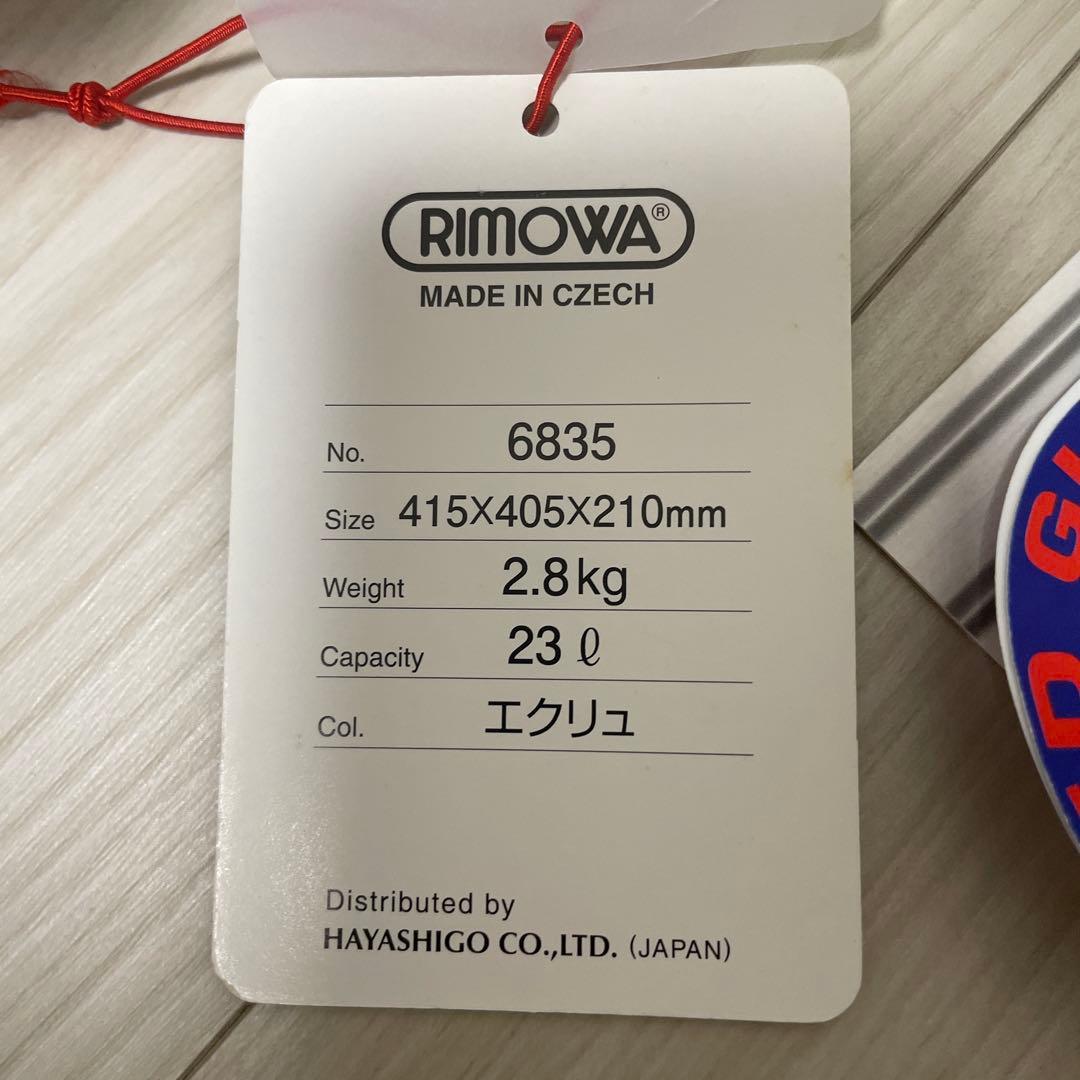 RIMOWA®
MADE IN CZECH
No. 6835
Size 415X405X210mm
Weight 2.8kg
Capacity 23 ℓ
Col. エクリュ
Distributed by
HAYASHIGO CO.,LTD. (JAPAN)